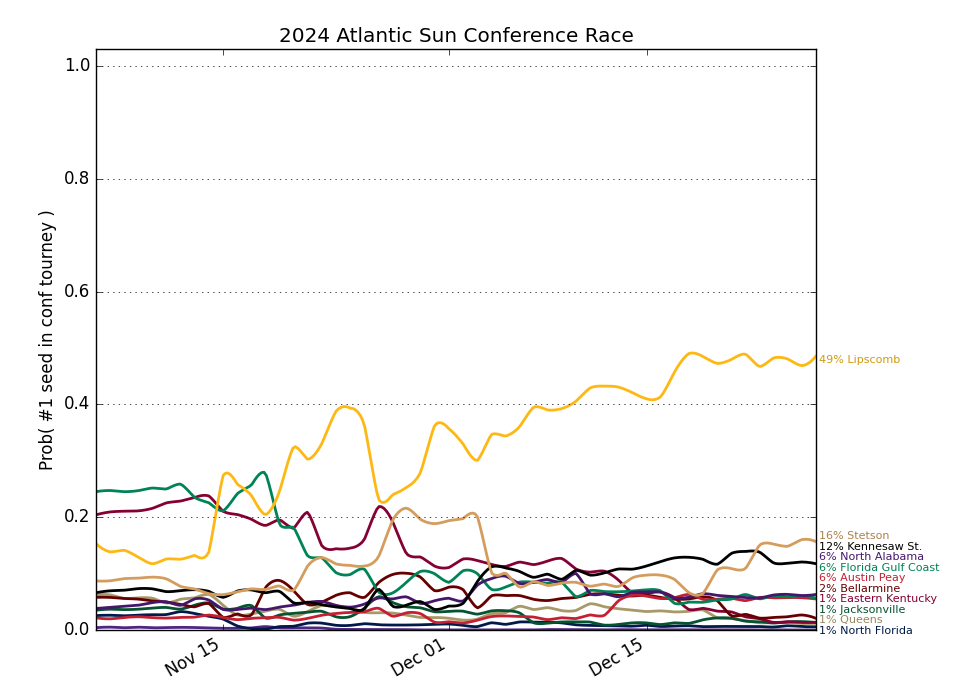 2024 Atlantic Sun Conference Race
1.0
0.8
0.6
0.4
0.2
0.0
Prob( #1 seed in conf tourney )
Nov 15
Dec 01
Dec 15
49% Lipscomb
16% Stetson
12% Kennesaw St.
6% North Alabama
6% Florida Gulf Coast
6% Austin Peay
2% Bellarmine
1% Eastern Kentucky
1% Jacksonville
1% Queens
1% North Florida